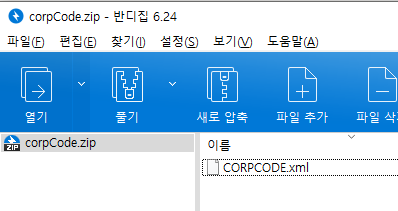 corpCode.zip - 반디집 6.24
파일(F) 편집(E) 찾기(I) 설정(S) 보기(V) 도움말(A)
열기 풀기 새로 압축 파일 추가 파일 삭
ZIP corpCode.zip 이름
CORPCODE.xml